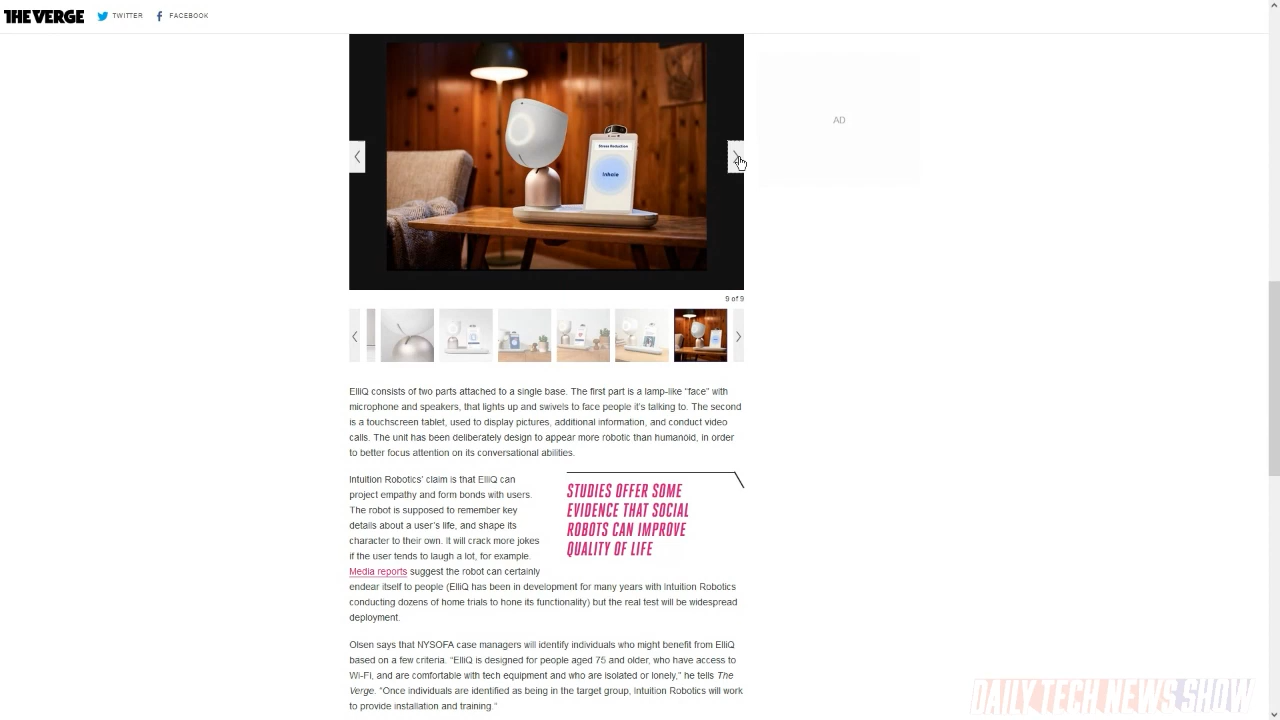 THE VERGE
TWITTER
FACEBOOK
Stress Reduction
Inhale
AD
9 of 9
ElliQ consists of two parts attached to a single base. The first part is a lamp-like “face” with
microphone and speakers, that lights up and swivels to face people it’s talking to. The second
is a touchscreen tablet, used to display pictures, additional information, and conduct video
calls. The unit has been deliberately design to appear more robotic than humanoid, in order
to better focus attention on its conversational abilities.
Intuition Robotics’ claim is that ElliQ can
project empathy and form bonds with users.
The robot is supposed to remember key
details about a user’s life, and shape its
character to their own. It will crack more jokes
if the user tends to laugh a lot, for example.
Media reports suggest the robot can certainly
endear itself to people (ElliQ has been in development for many years with Intuition Robotics
conducting dozens of home trials to hone its functionality) but the real test will be widespread
deployment.
STUDIES OFFER SOME
EVIDENCE THAT SOCIAL
ROBOTS CAN IMPROVE
QUALITY OF LIFE
Olsen says that NYSOFA case managers will identify individuals who might benefit from ElliQ
based on a few criteria. “ElliQ is designed for people aged 75 and older, who have access to
Wi-Fi, and are comfortable with tech equipment and who are isolated or lonely,” he tells The
Verge. “Once individuals are identified as being in the target group, Intuition Robotics will work
to provide installation and training.”
DAILY TECH NEWS SHOW